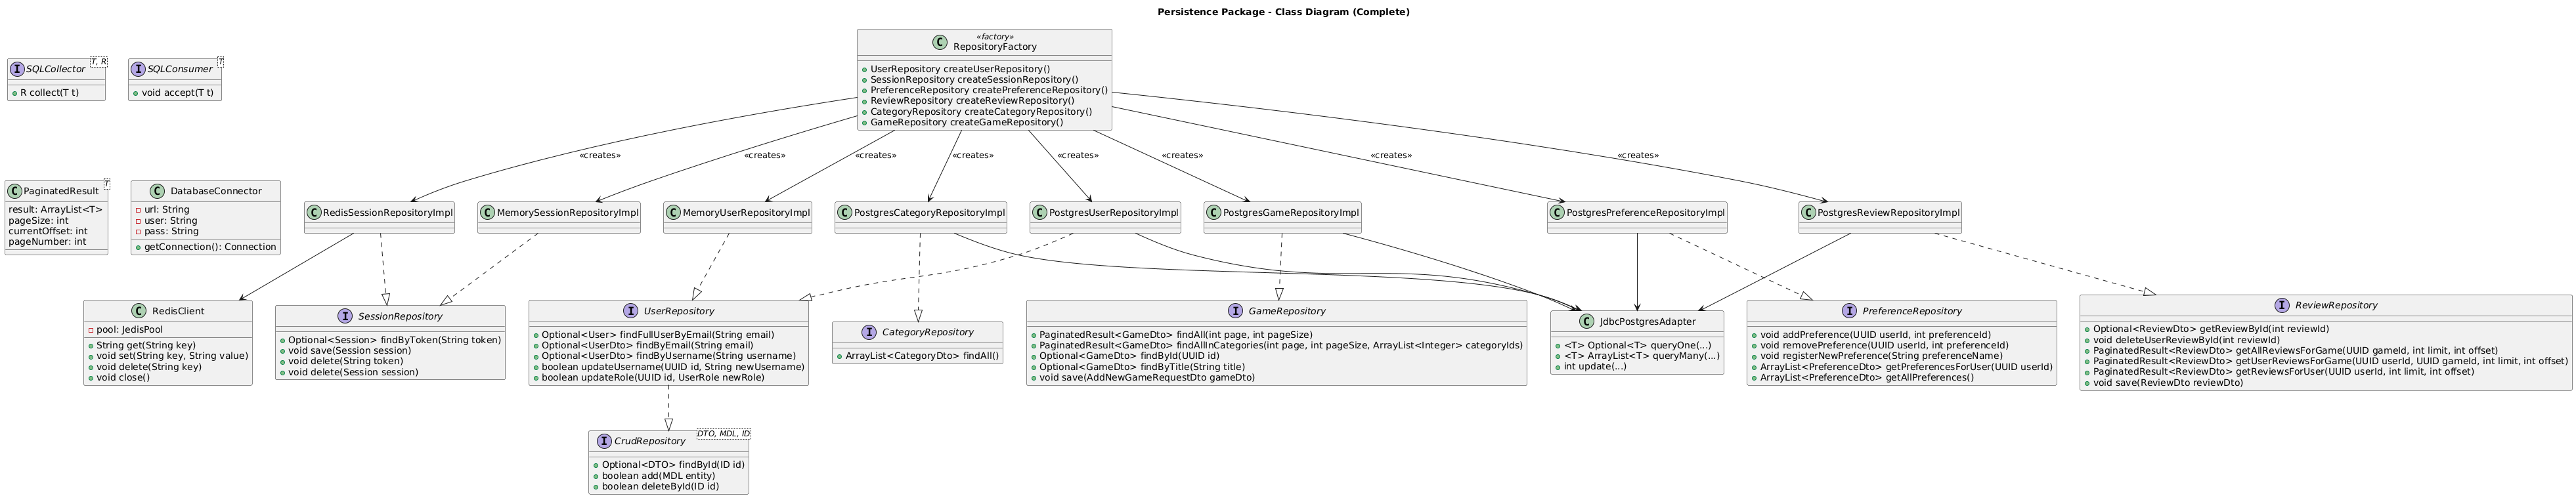 Persistence Package - Class Diagram (Complete)
«factory»
C RepositoryFactory
UserRepository createUserRepository()
SessionRepository createSessionRepository()
PreferenceRepository createPreferenceRepository()
ReviewRepository createReviewRepository()
CategoryRepository createCategoryRepository()
GameRepository createGameRepository()
I SQLCollector T, R
R collect(T t)
I SQLConsumer T
void accept(T t)
«creates» «creates» «creates» «creates» «creates» «creates» «creates» «creates»
C PaginatedResult T
result: ArrayList<T>
pageSize: int
currentOffset: int
pageNumber: int
C DatabaseConnector
url: String
user: String
pass: String
getConnection(): Connection
C RedisSessionRepositoryImpl
C MemorySessionRepositoryImpl
C MemoryUserRepositoryImpl
C PostgresCategoryRepositoryImpl
C PostgresUserRepositoryImpl
C PostgresGameRepositoryImpl
C PostgresPreferenceRepositoryImpl
C PostgresReviewRepositoryImpl
C RedisClient
pool: JedisPool
String get(String key)
void set(String key, String value)
void delete(String key)
void close()
I SessionRepository
Optional<Session> findByToken(String token)
void save(Session session)
void delete(String token)
void delete(Session session)
I UserRepository
Optional<User> findFullUserByEmail(String email)
Optional<UserDto> findByEmail(String email)
Optional<UserDto> findByUsername(String username)
boolean updateUsername(UUID id, String newUsername)
boolean updateRole(UUID id, UserRole newRole)
I CategoryRepository
ArrayList<CategoryDto> findAll()
I GameRepository
PaginatedResult<GameDto> findAll(int page, int pageSize)
PaginatedResult<GameDto> findAllInCategories(int page, int pageSize, ArrayList<Integer> categoryIds)
Optional<GameDto> findById(UUID id)
Optional<GameDto> findByTitle(String title)
void save(AddNewGameRequestDto gameDto)
C JdbcPostgresAdapter
<T> Optional<T> queryOne(...)
<T> ArrayList<T> queryMany(...)
int update(...)
I PreferenceRepository
void addPreference(UUID userId, int preferenceId)
void removePreference(UUID userId, int preferenceId)
void registerNewPreference(String preferenceName)
ArrayList<PreferenceDto> getPreferencesForUser(UUID userId)
ArrayList<PreferenceDto> getAllPreferences()
I ReviewRepository
Optional<ReviewDto> getReviewById(int reviewId)
void deleteUserReviewById(int reviewId)
PaginatedResult<ReviewDto> getAllReviewsForGame(UUID gameId, int limit, int offset)
PaginatedResult<ReviewDto> getUserReviewsForGame(UUID userId, UUID gameId, int limit, int offset)
PaginatedResult<ReviewDto> getReviewsForUser(UUID userId, int limit, int offset)
void save(ReviewDto reviewDto)
I CrudRepository DTO, MDL, ID
Optional<DTO> findById(ID id)
boolean add(MDL entity)
boolean deleteById(ID id)